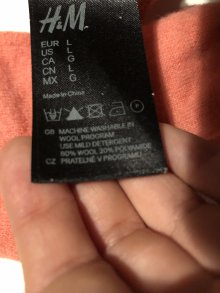 H&M
EUR L
US L
CA G
CN L
MX G
Made in China
P
GB MACHINE WASHABLE IN
WOOL PROGRAM
USE MILD DETERGENT
80% WOOL 20% POLYAMIDE
CZ PRATELNÉ V PROGRAMU